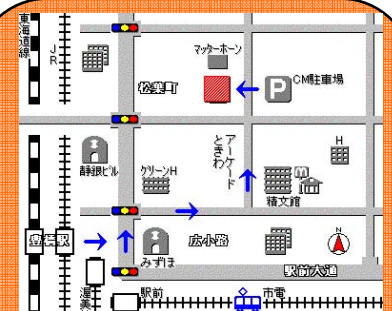 東海道線
JR
マッターホーン
松葉町
P
CM駐車場
ときわ
アーケード
H
静銀ビル
グリーンH
m
精文館
豊橋駅
みずほ
広小路
N
駅前大通
渥美
駅前
市電